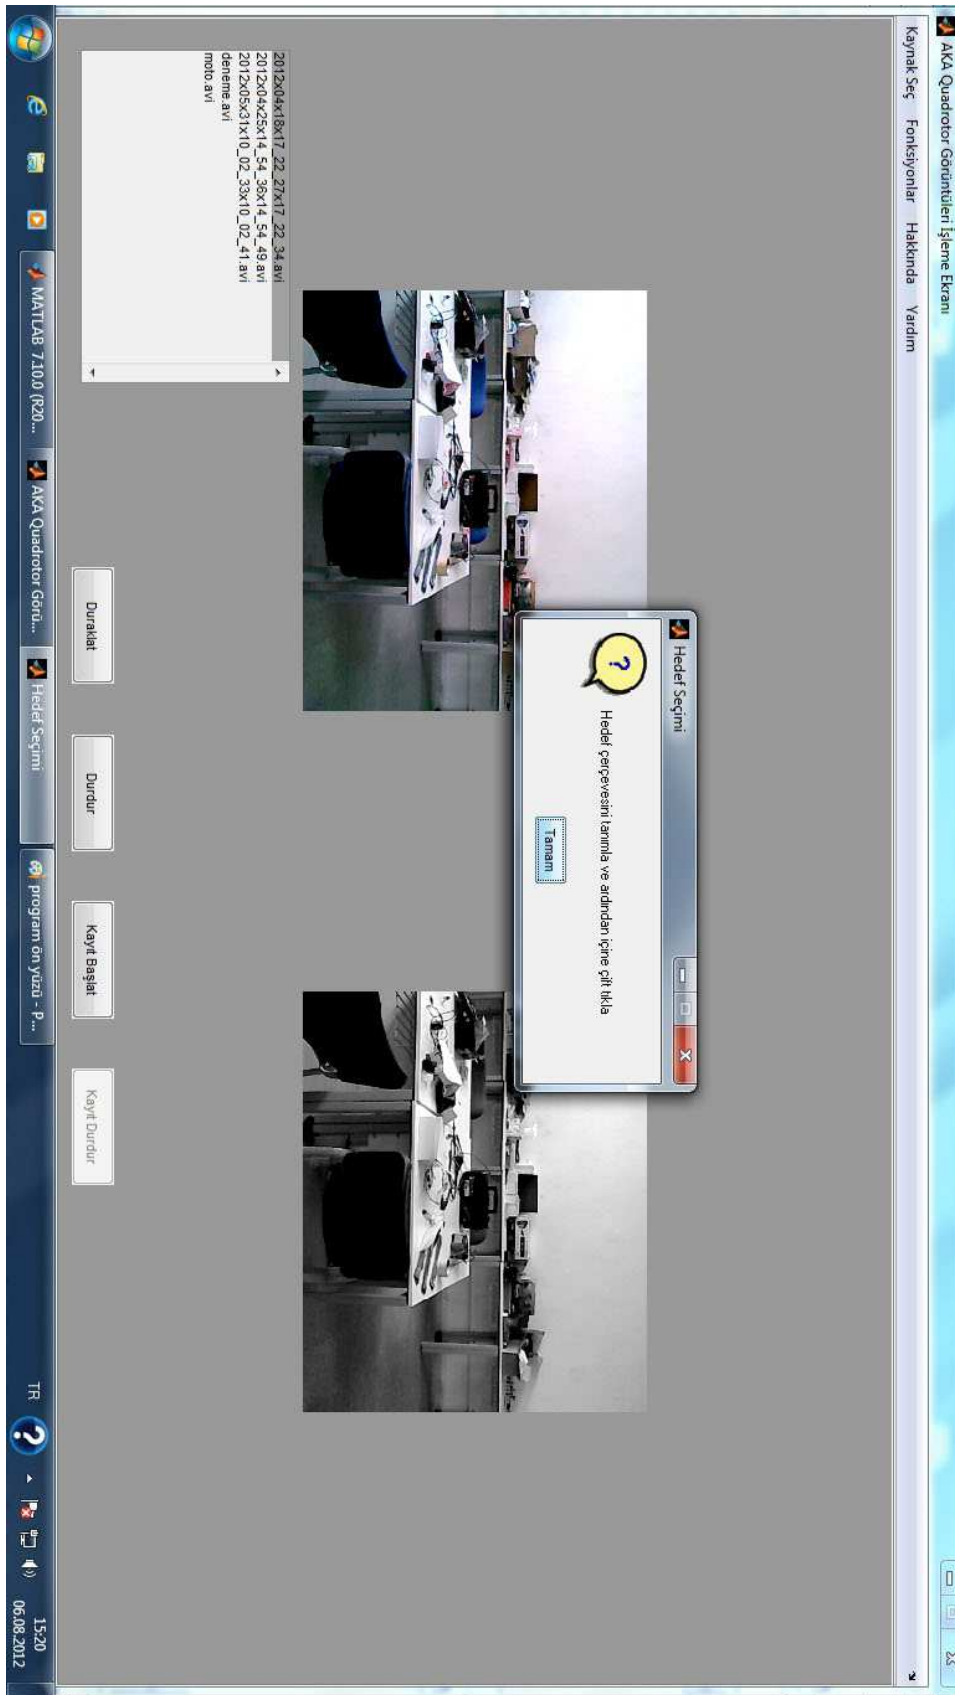 AKA Quadrotor Görüntüleri İşleme Ekranı
Kaynak Seç Fonksiyonlar Hakkında Yardım
Hedef Seçimi
Hedef çerçevesini tanımla ve ardından içine çift tıkla
Tamam
2012x04x18x17_22_27x17_22_34.avi
2012x04x25x14_54_36x14_54_49.avi
2012x05x31x10_02_33x10_02_41.avi
deneme.avi
moto.avi
Duraklat
Durdur
Kayıt Başlat
Kayıt Durdur
MATLAB 7.10.0 (R20...
AKA Quadrotor Görü...
Hedef Seçimi
program ön yüzü - P...
TR
15:20
06.08.2012